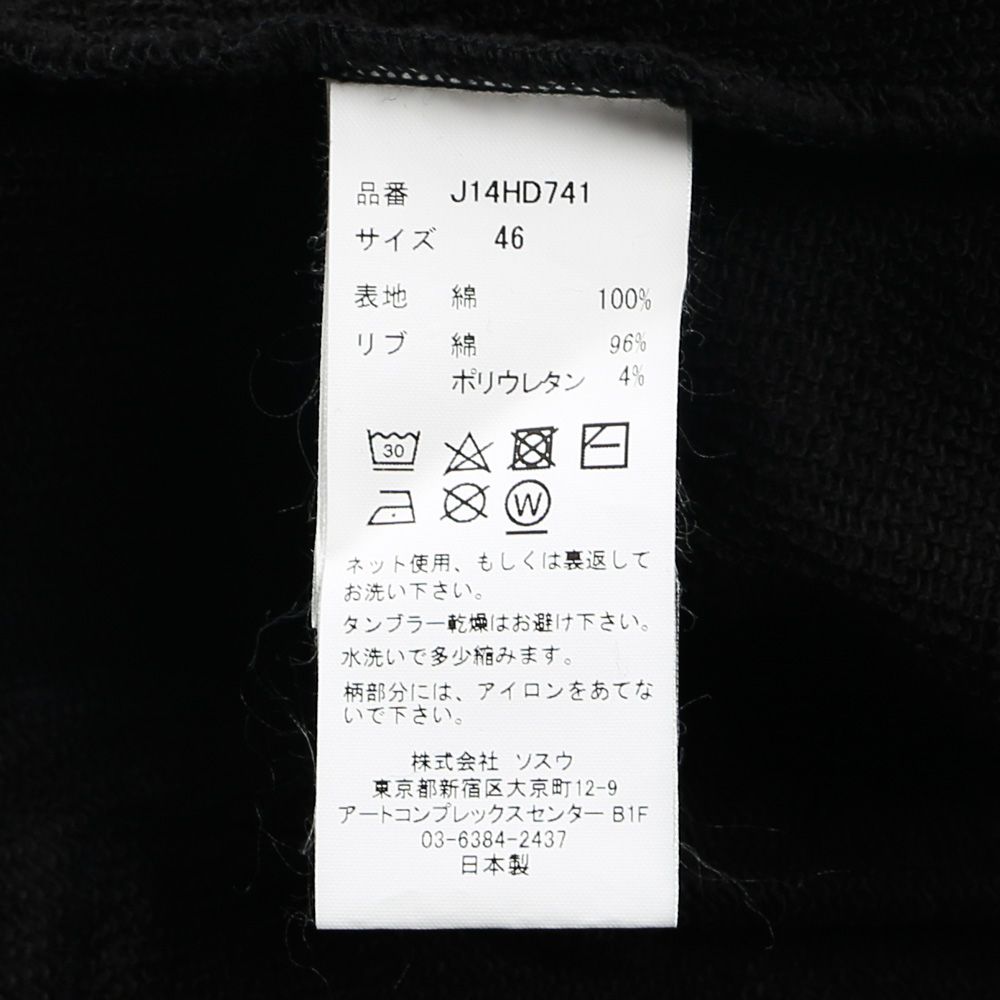 品番 J14HD741
サイズ 46
表地 綿 100%
リブ 綿 96%
ポリウレタン 4%
30
W
ネット使用、もしくは裏返して
お洗い下さい。
タンブラー乾燥はお避け下さい。
水洗いで多少縮みます。
柄部分には、アイロンをあてな
いで下さい。
株式会社 ソスウ
東京都新宿区大京町12-9
アートコンプレックスセンター B1F
03-6384-2437
日本製